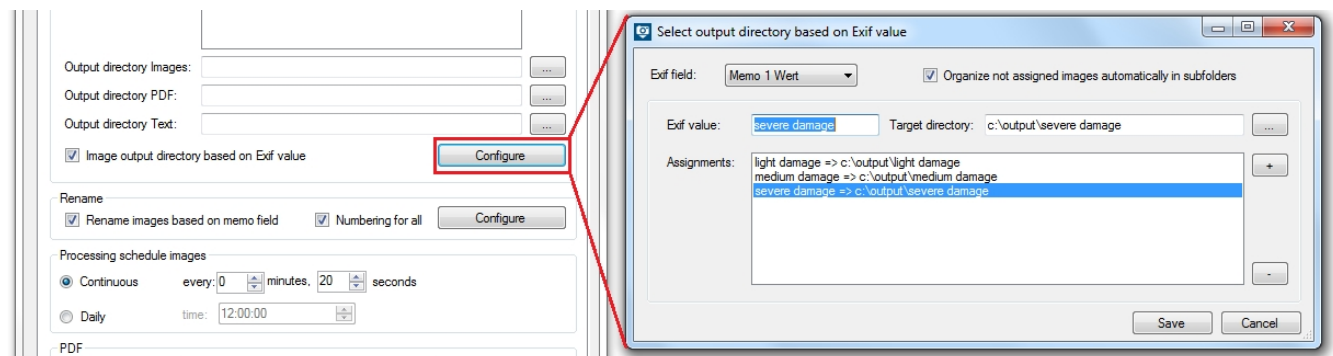 Output directory Images:
...
Output directory PDF:
...
Output directory Text:
...
Image output directory based on Exif value
Configure
Rename
Rename images based on memo field
Numbering for all
Configure
Processing schedule images
Continuous
every: 0 minutes, 20 seconds
Daily
time: 12:00:00
PDF
Select output directory based on Exif value
Exif field: Memo 1 Wert
Organize not assigned images automatically in subfolders
Exif value: severe damage
Target directory: c:\output\severe damage
...
Assignments:
light damage => c:\output\light damage
medium damage => c:\output\medium damage
severe damage => c:\output\severe damage
+
-
Save
Cancel